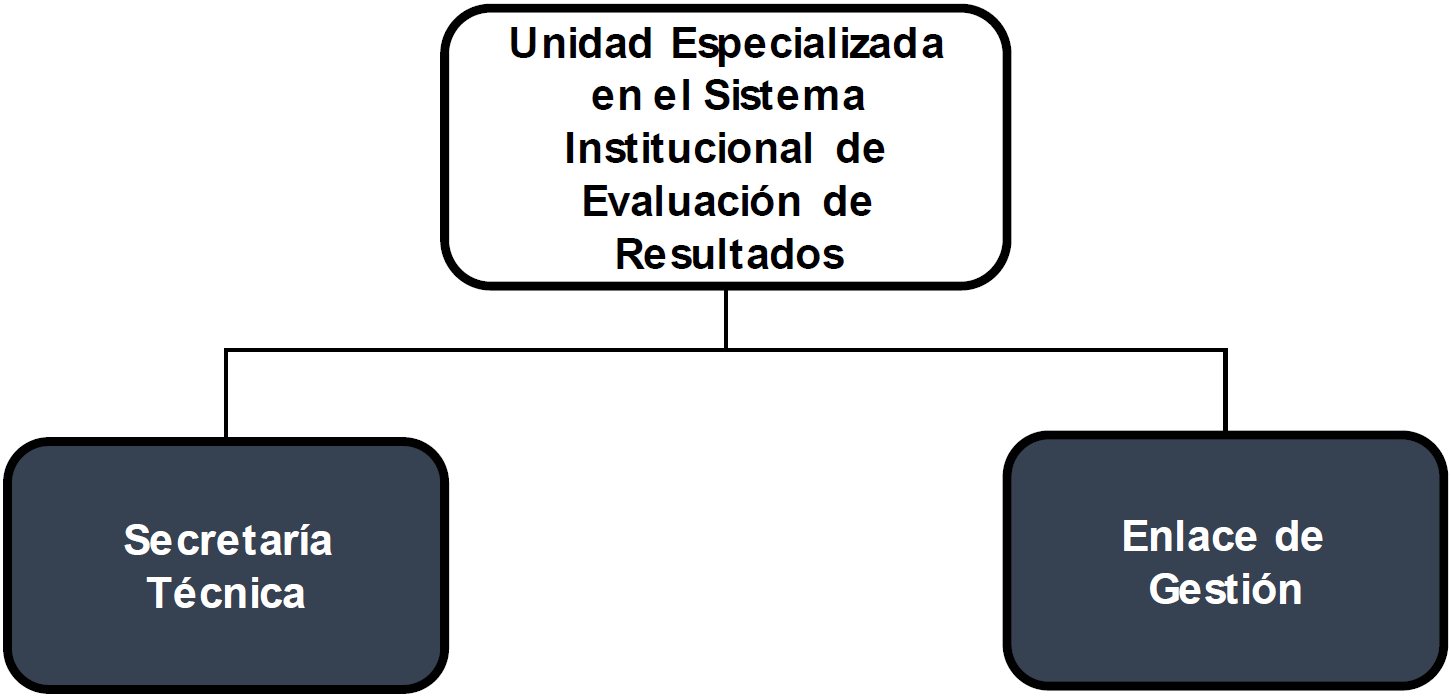 Unidad Especializada
en el Sistema
Institucional de
Evaluación de
Resultados
Secretaría
Técnica
Enlace de
Gestión